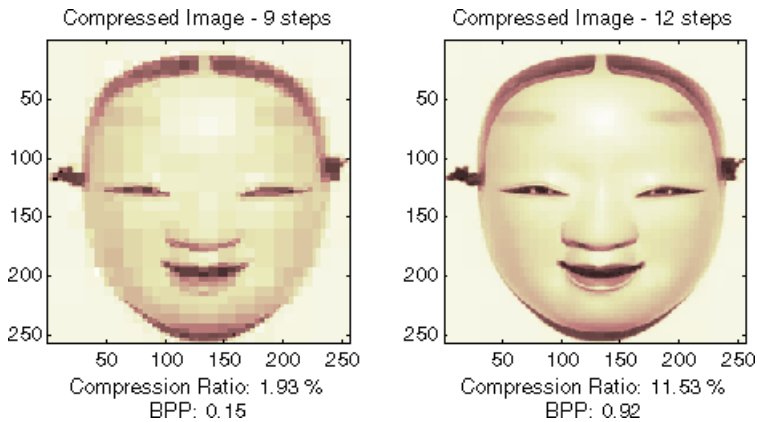 Compressed Image - 9 steps
50
100
150
200
250
50 100 150 200 250
Compression Ratio: 1.93 %
BPP: 0.15
Compressed Image - 12 steps
50
100
150
200
250
50 100 150 200 250
Compression Ratio: 11.53 %
BPP: 0.92